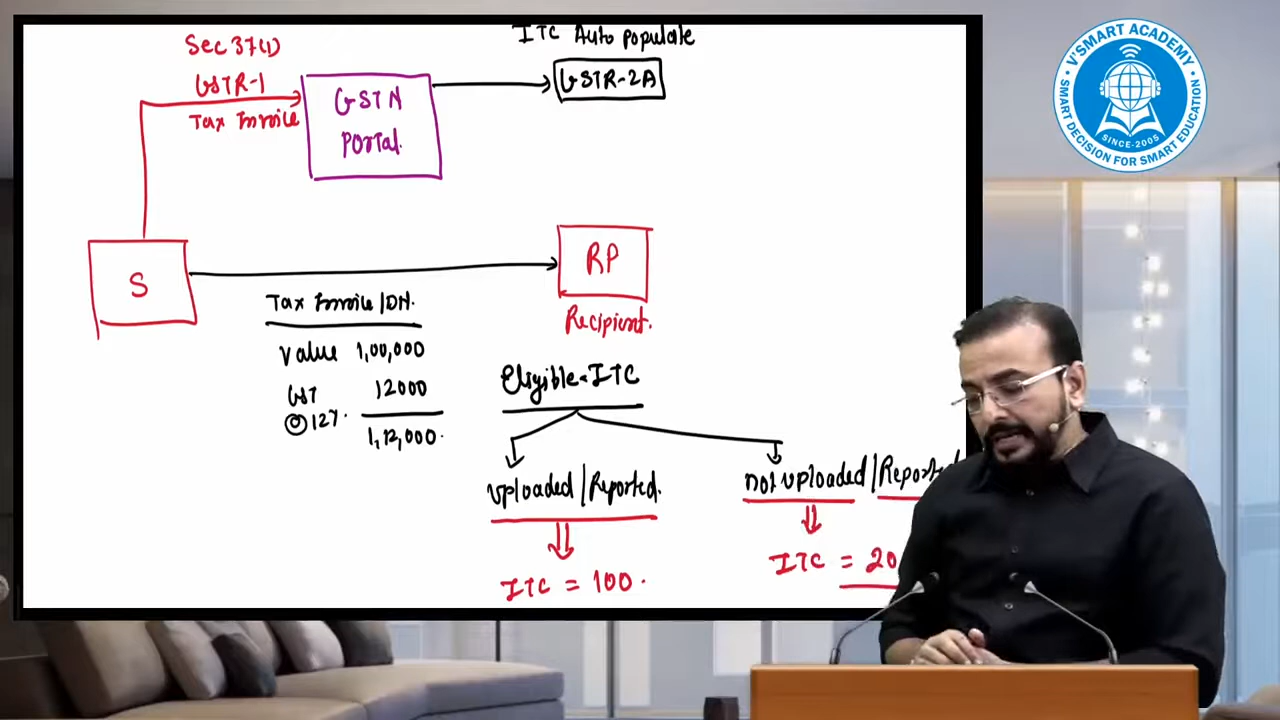 ITC Auto populate
Sec 37(1)
GSTR-1
Tax Invoice
GSTN
Portal.
GSTR-2A
S
RP
Recipient.
Tax Invoice/DN.
Value 1,00,000
GST 12000
@12%.
1,12,000.
Eligible ITC
Uploaded/Reported.
ITC = 100.
not uploaded/Reported
ITC = 20
V'SMART ACADEMY
SMART DECISION FOR SMART EDUCATION
SINCE-2005